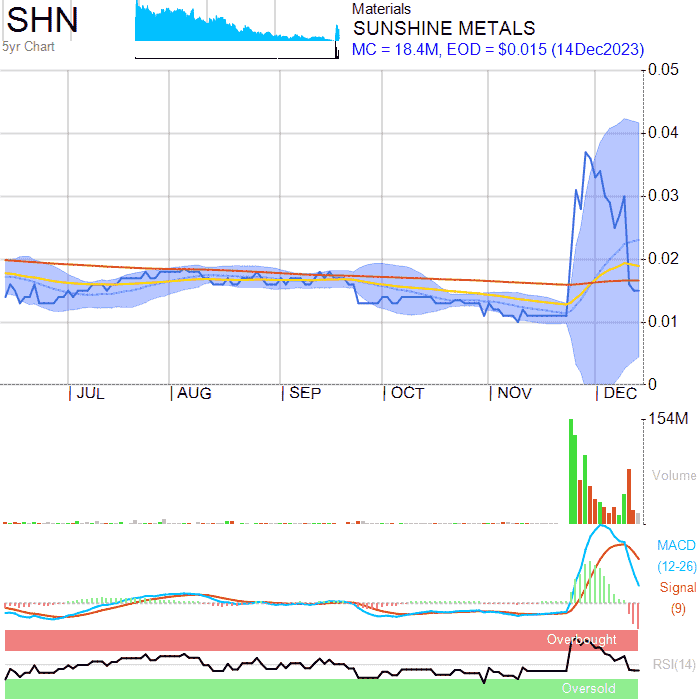 SHN
5yr Chart
Materials
SUNSHINE METALS
MC = 18.4M, EOD = $0.015 (14Dec2023)
0.05
0.04
0.03
0.02
0.01
0
JUL AUG SEP OCT NOV DEC
154M
Volume
MACD
(12-26)
Signal
(9)
Overbought
RSI(14)
Oversold